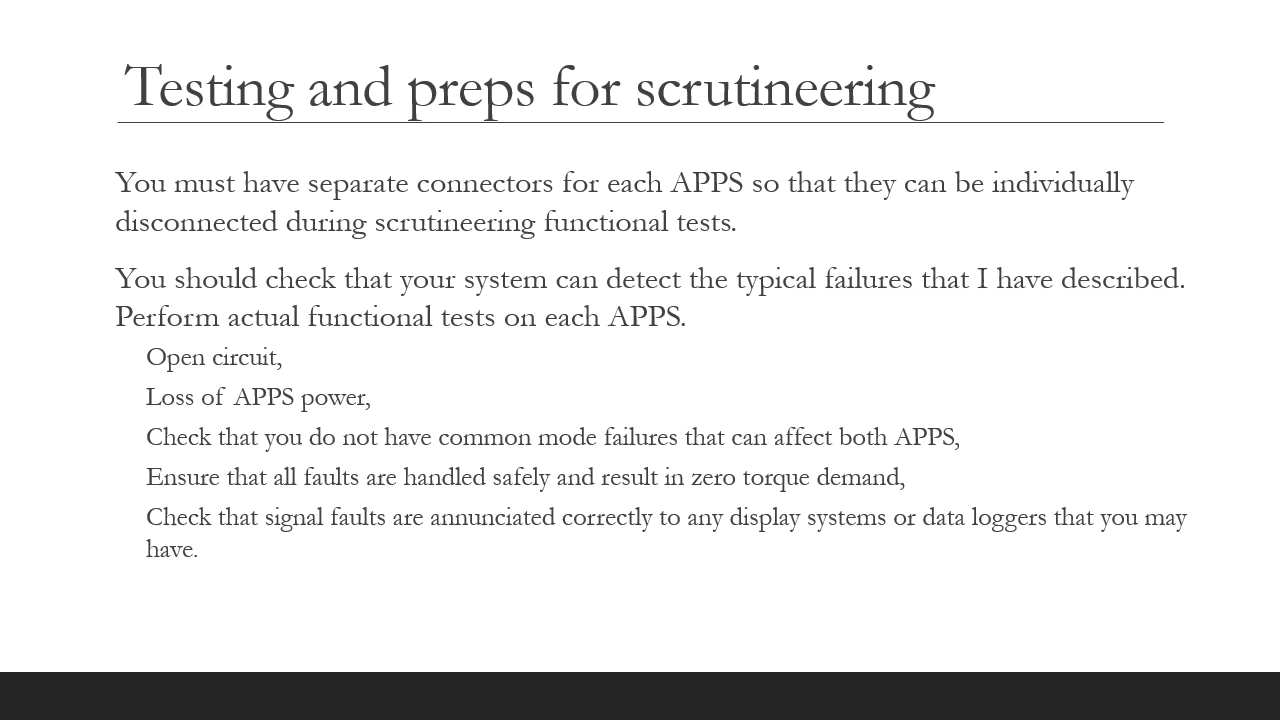 Testing and preps for scrutineering
You must have separate connectors for each APPS so that they can be individually
disconnected during scrutineering functional tests.
You should check that your system can detect the typical failures that I have described.
Perform actual functional tests on each APPS.
Open circuit,
Loss of APPS power,
Check that you do not have common mode failures that can affect both APPS,
Ensure that all faults are handled safely and result in zero torque demand,
Check that signal faults are annunciated correctly to any display systems or data loggers that you may
have.